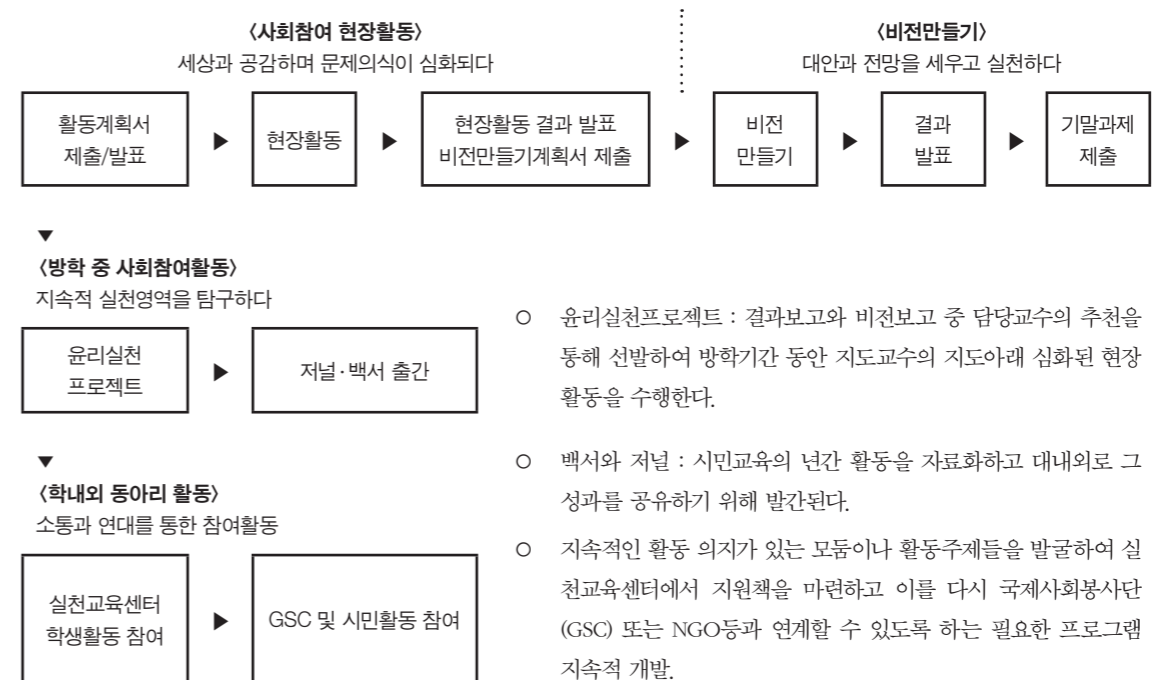 〈사회참여 현장활동〉
세상과 공감하며 문제의식이 심화되다
〈비전만들기〉
대안과 전망을 세우고 실천하다
활동계획서
제출/발표
▶
현장활동
▶
현장활동 결과 발표
비전만들기계획서 제출
▶
비전
만들기
▶
결과
발표
▶
기말과제
제출
▼
〈방학 중 사회참여활동〉
지속적 실천영역을 탐구하다
윤리실천
프로젝트
▶
저널·백서 출간
○ 윤리실천프로젝트 : 결과보고와 비전보고 중 담당교수의 추천을
통해 선발하여 방학기간 동안 지도교수의 지도아래 심화된 현장
활동을 수행한다.
▼
〈학내외 동아리 활동〉
소통과 연대를 통한 참여활동
실천교육센터
학생활동 참여
▶
GSC 및 시민활동 참여
○ 백서와 저널 : 시민교육의 년간 활동을 자료화하고 대내외로 그
성과를 공유하기 위해 발간된다.
○ 지속적인 활동 의지가 있는 모둠이나 활동주제들을 발굴하여 실
천교육센터에서 지원책을 마련하고 이를 다시 국제사회봉사단
(GSC) 또는 NGO등과 연계할 수 있도록 하는 필요한 프로그램
지속적 개발.